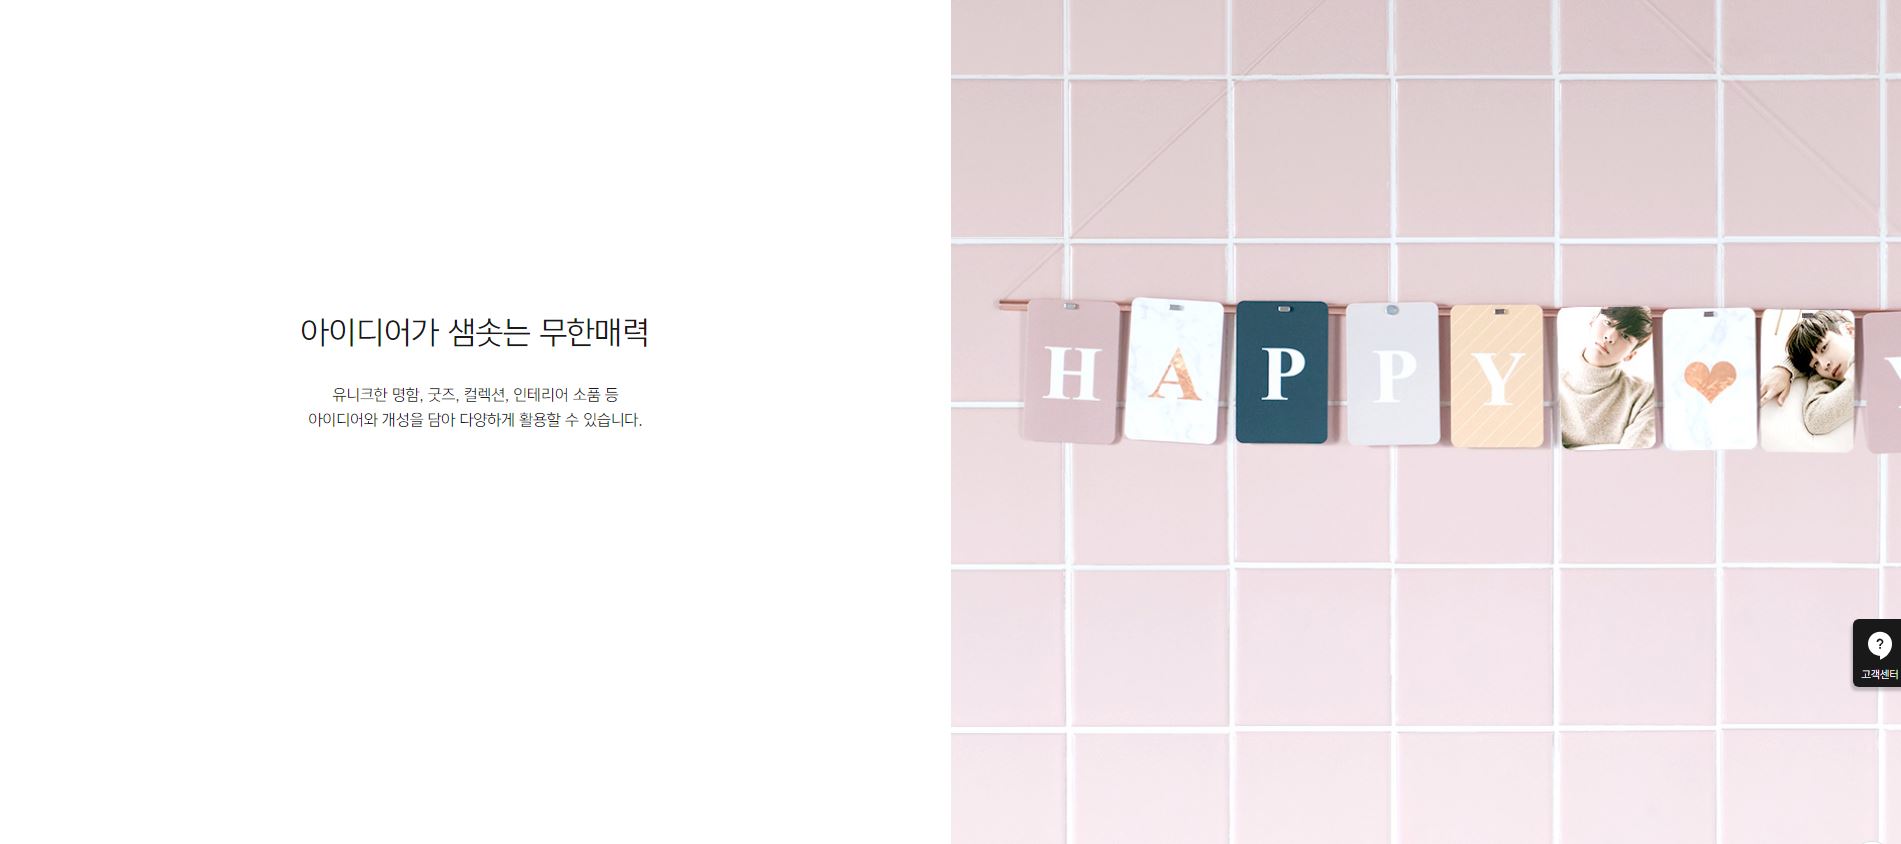 아이디어가 샘솟는 무한매력
유니크한 명함, 굿즈, 컬렉션, 인테리어 소품 등
아이디어와 개성을 담아 다양하게 활용할 수 있습니다.
HAPPY
?
고객센터